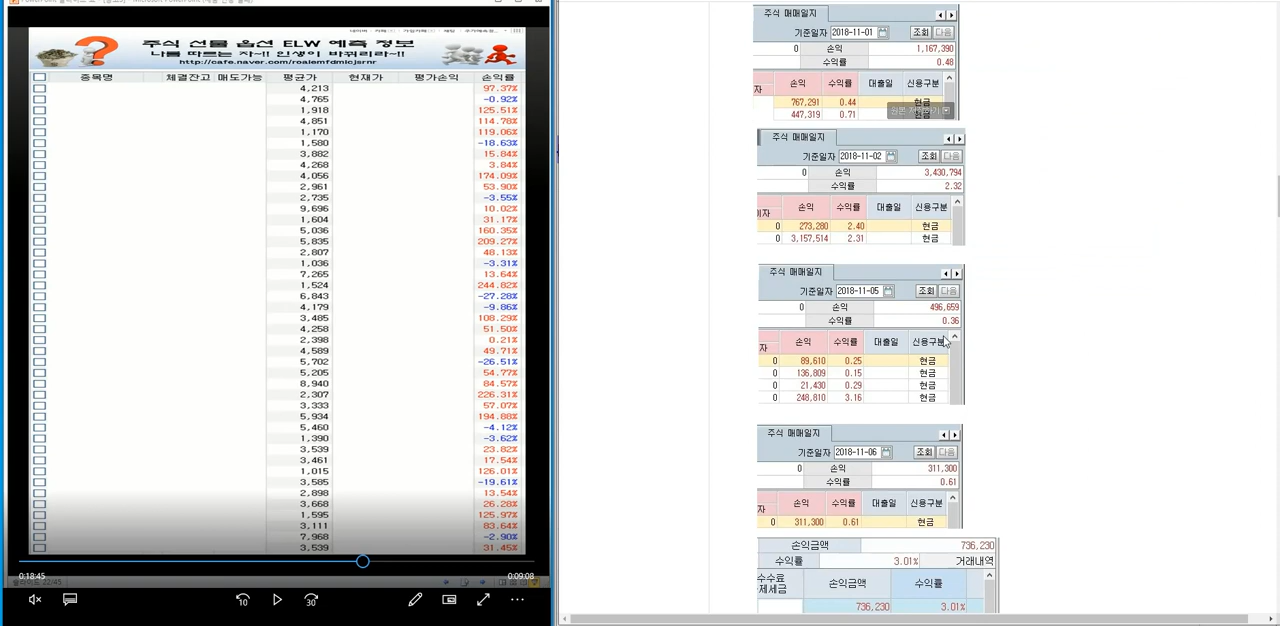 주식 선물 옵션 ELW 예측 정보
나를 따르는 자~!! 인생이 바뀌리라~!!
http://cafe.naver.com/realemfdmlcjsrnr
종목명 체결잔고 매도가능 평균가 현재가 평가손익 손익률
4,213 97.37%
4,765 -0.92%
1,918 125.51%
4,851 114.78%
1,170 119.06%
1,580 -18.63%
3,882 15.84%
4,268 3.84%
4,056 174.09%
2,961 53.90%
2,735 -3.55%
9,696 10.02%
1,604 31.17%
5,036 160.35%
5,835 209.27%
2,807 48.13%
1,036 -3.31%
7,265 13.64%
1,524 244.82%
6,843 -27.28%
4,179 -9.86%
3,485 108.29%
4,258 51.50%
2,398 0.21%
4,589 49.71%
5,702 -26.51%
5,205 54.77%
8,940 84.57%
2,307 226.31%
3,333 57.07%
5,934 194.88%
5,460 -4.12%
1,390 -3.62%
3,539 23.82%
3,461 17.54%
1,015 126.01%
3,585 -19.61%
2,898 13.54%
3,668 26.28%
1,595 125.97%
3,111 83.64%
7,968 -2.90%
3,539 31.45%
0:18:45 0:09:08
10 30
주식 매매일지
기준일자 2018-11-01 조회 다음
0 손익 1,167,390
수익률 0.48
자 손익 수익률 대출일 신용구분
767,291 0.44 현금
447,319 0.71 현금
주식 매매일지
기준일자 2018-11-02 조회 다음
0 손익 3,430,794
수익률 2.32
이자 손익 수익률 대출일 신용구분
0 273,280 2.40 현금
0 3,157,514 2.31 현금
주식 매매일지
기준일자 2018-11-05 조회 다음
0 손익 496,659
수익률 0.36
자 손익 수익률 대출일 신용구분
0 89,610 0.25 현금
0 136,809 0.15 현금
0 21,430 0.29 현금
0 248,810 3.16 현금
주식 매매일지
기준일자 2018-11-06 조회 다음
0 손익 311,300
수익률 0.61
자 손익 수익률 대출일 신용구분
0 311,300 0.61 현금
손익금액 736,230
수익률 3.01% 거래내역
수수료
제세금 손익금액 수익률
736,230 3.01%